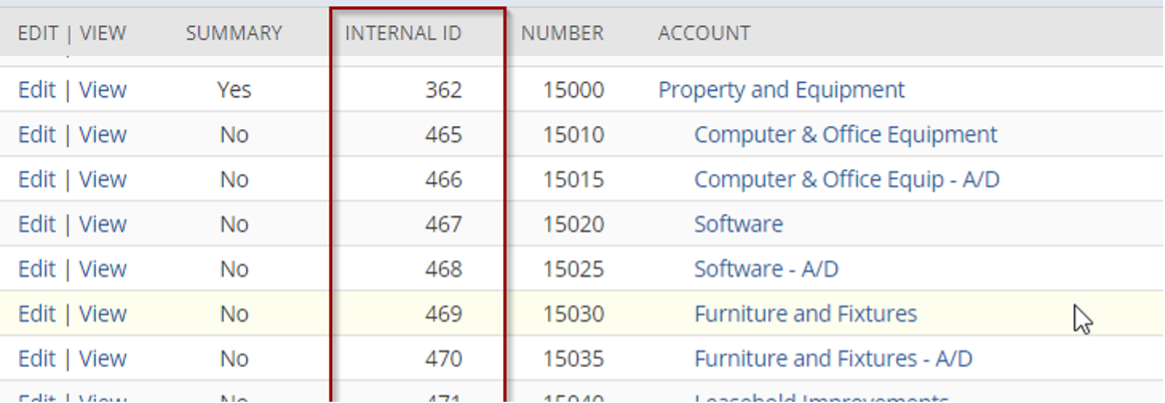 EDIT | VIEW SUMMARY INTERNAL ID NUMBER ACCOUNT
Edit | View Yes 362 15000 Property and Equipment
Edit | View No 465 15010 Computer & Office Equipment
Edit | View No 466 15015 Computer & Office Equip - A/D
Edit | View No 467 15020 Software
Edit | View No 468 15025 Software - A/D
Edit | View No 469 15030 Furniture and Fixtures
Edit | View No 470 15035 Furniture and Fixtures - A/D
Edit | View No 471 15040 Leasehold Improvements